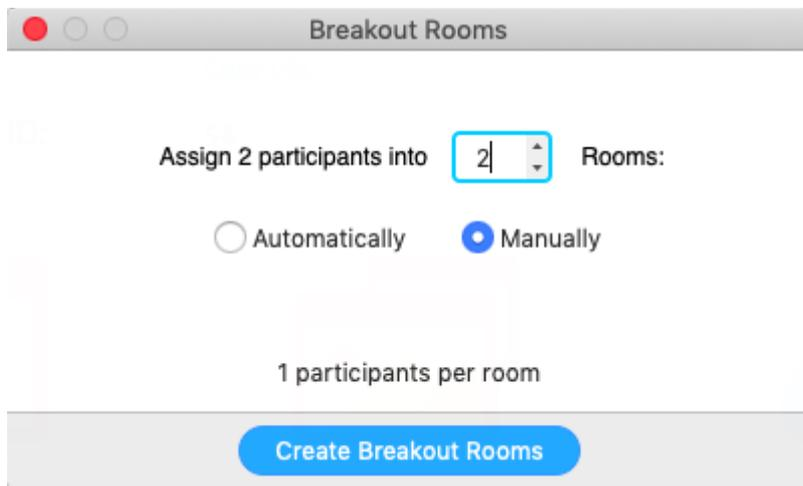 Breakout Rooms
Assign 2 participants into 2 Rooms:
Automatically Manually
1 participants per room
Create Breakout Rooms